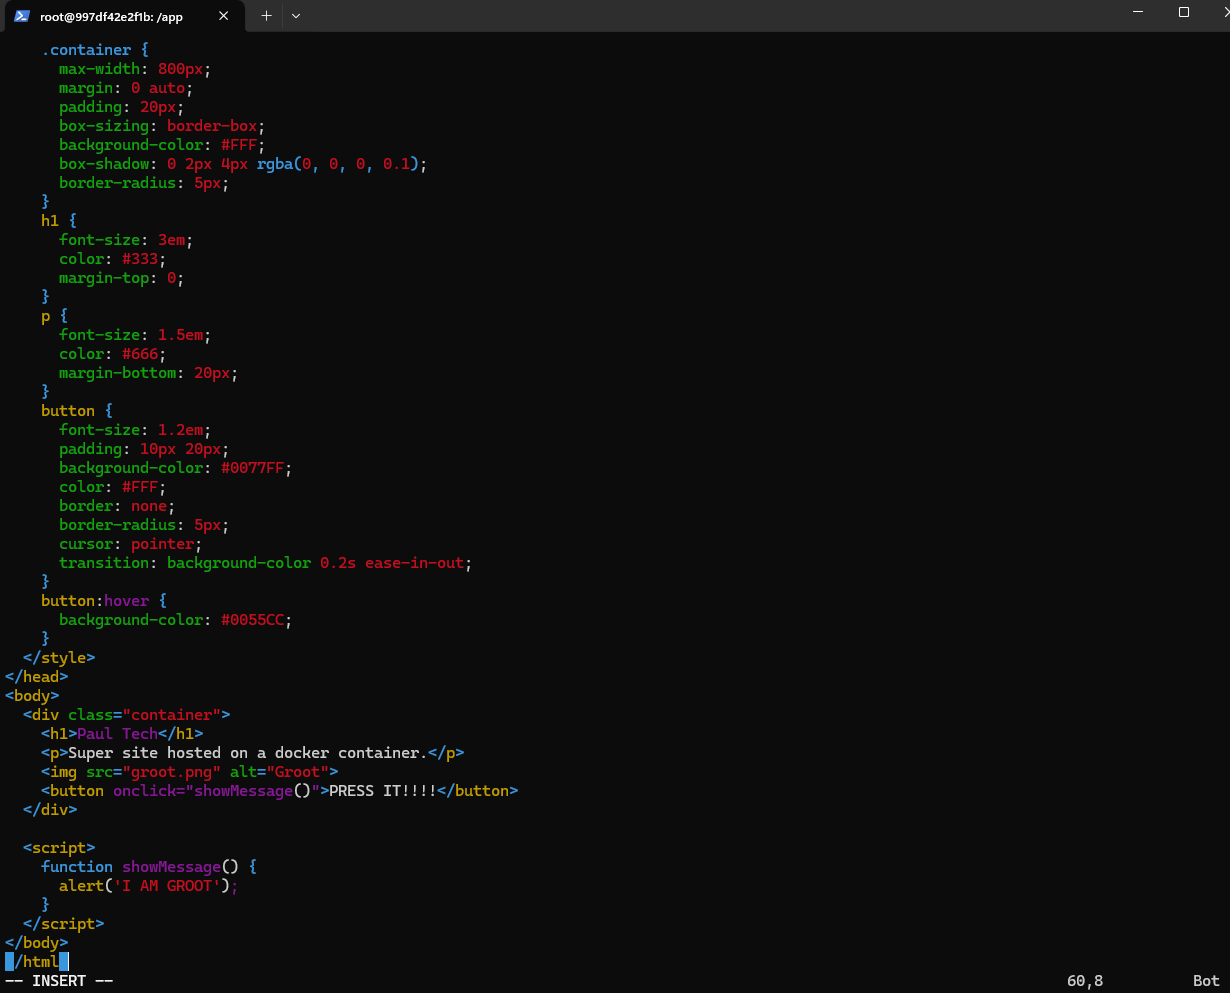 root@997df42e2f1b: /app
.container {
max-width: 800px;
margin: 0 auto;
padding: 20px;
box-sizing: border-box;
background-color: #FFF;
box-shadow: 0 2px 4px rgba(0, 0, 0, 0.1);
border-radius: 5px;
}
h1 {
font-size: 3em;
color: #333;
margin-top: 0;
}
p {
font-size: 1.5em;
color: #666;
margin-bottom: 20px;
}
button {
font-size: 1.2em;
padding: 10px 20px;
background-color: #0077FF;
color: #FFF;
border: none;
border-radius: 5px;
cursor: pointer;
transition: background-color 0.2s ease-in-out;
}
button:hover {
background-color: #0055CC;
}
</style>
</head>
<body>
<div class="container">
<h1>Paul Tech</h1>
<p>Super site hosted on a docker container.</p>
<img src="groot.png" alt="Groot">
<button onclick="showMessage()">PRESS IT!!!!</button>
</div>
<script>
function showMessage() {
alert('I AM GROOT');
}
</script>
</body>
</html>
-- INSERT -- 60,8 Bot